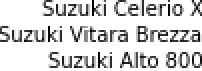 Suzuki Celerio X
Suzuki Vitara Brezza
Suzuki Alto 800